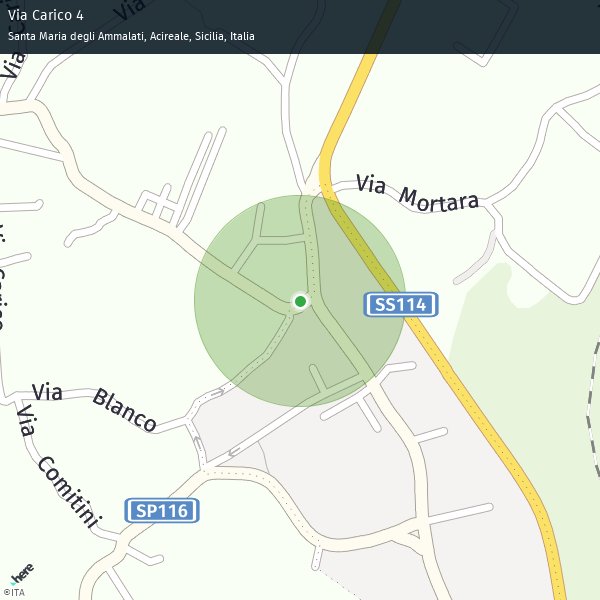 Via Carico 4
Santa Maria degli Ammalati, Acireale, Sicilia, Italia
Via
Via
Via Mortara
SS114
Via Blanco
Via Comitini
SP116
here
©ITA